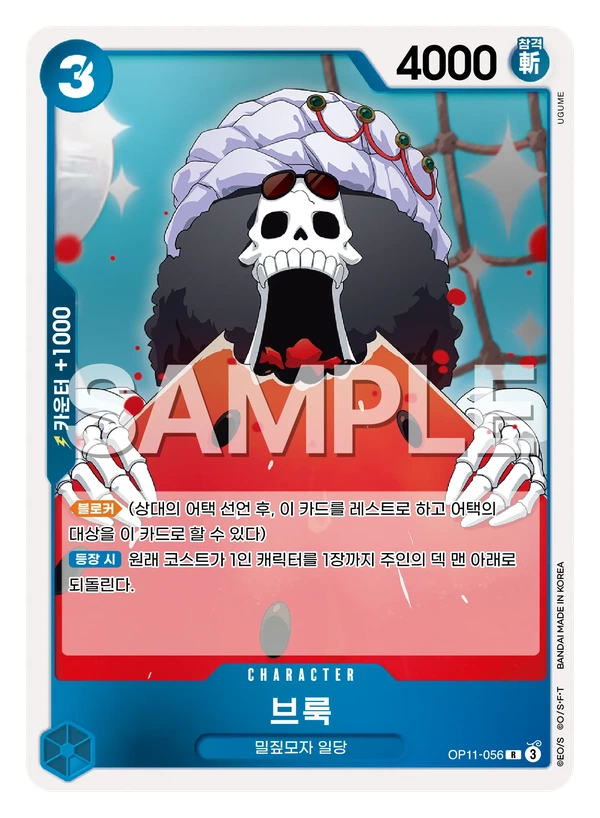 3
4000
참격
斬
UGUME
⚡카운터 +1000
SAMPLE
블로커 (상대의 어택 선언 후, 이 카드를 레스트로 하고 어택의
대상을 이 카드로 할 수 있다)
등장 시 원래 코스트가 1인 캐릭터를 1장까지 주인의 덱 맨 아래로
되돌린다.
CHARACTER
브룩
밀짚모자 일당
OP11-056 R 3
©EO/S ©O/S·F·T BANDAI MADE IN KOREA